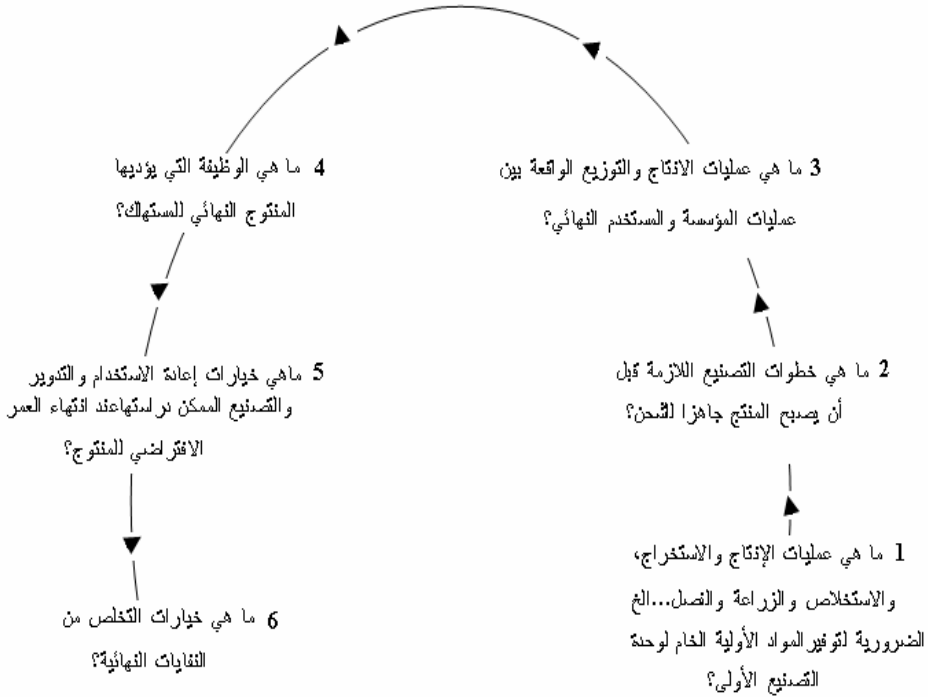 1 ما هي عمليات الإنتاج والاستخراج،
والاستخلاص والزراعة والفصل...الخ
الضرورية لتوفير المواد الأولية الخام لوحدة
التصنيع الأولى؟
2 ما هي خطوات التصنيع اللازمة قبل
أن يصبح المنتج جاهزا للشحن؟
3 ما هي عمليات الانتاج والتوزيع الواقعة بين
عمليات المؤسسة والمستخدم النهائي؟
4 ما هي الوظيفة التي يؤديها
المنتوج النهائي للمستهلك؟
5 ماهي خيارات إعادة الاستخدام والتدوير
والتصنيع الممكن دراستهاعند انتهاء العمر
الافتراضي للمنتوج؟
6 ما هي خيارات التخلص من
النفايات النهائية؟